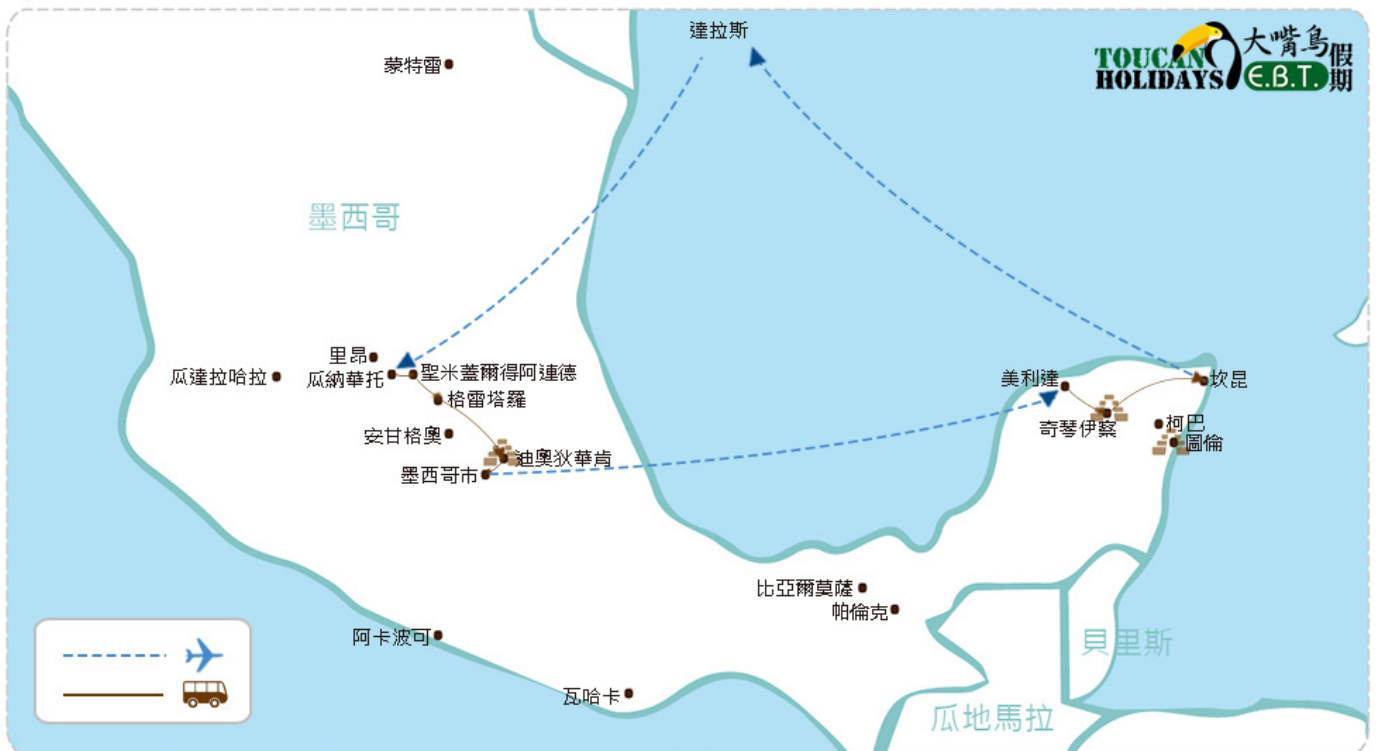 達拉斯
TOUCAN HOLIDAYS
大嘴鳥
E.B.T.
假期
蒙特雷
墨西哥
里昂
瓜達拉哈拉
瓜納華托
聖米蓋爾得阿連德
格雷塔羅
安甘格奧
迪奧狄華肯
墨西哥市
美利達
坎昆
奇琴伊察
柯巴
圖倫
比亞爾莫薩
帕倫克
阿卡波可
瓦哈卡
貝里斯
瓜地馬拉